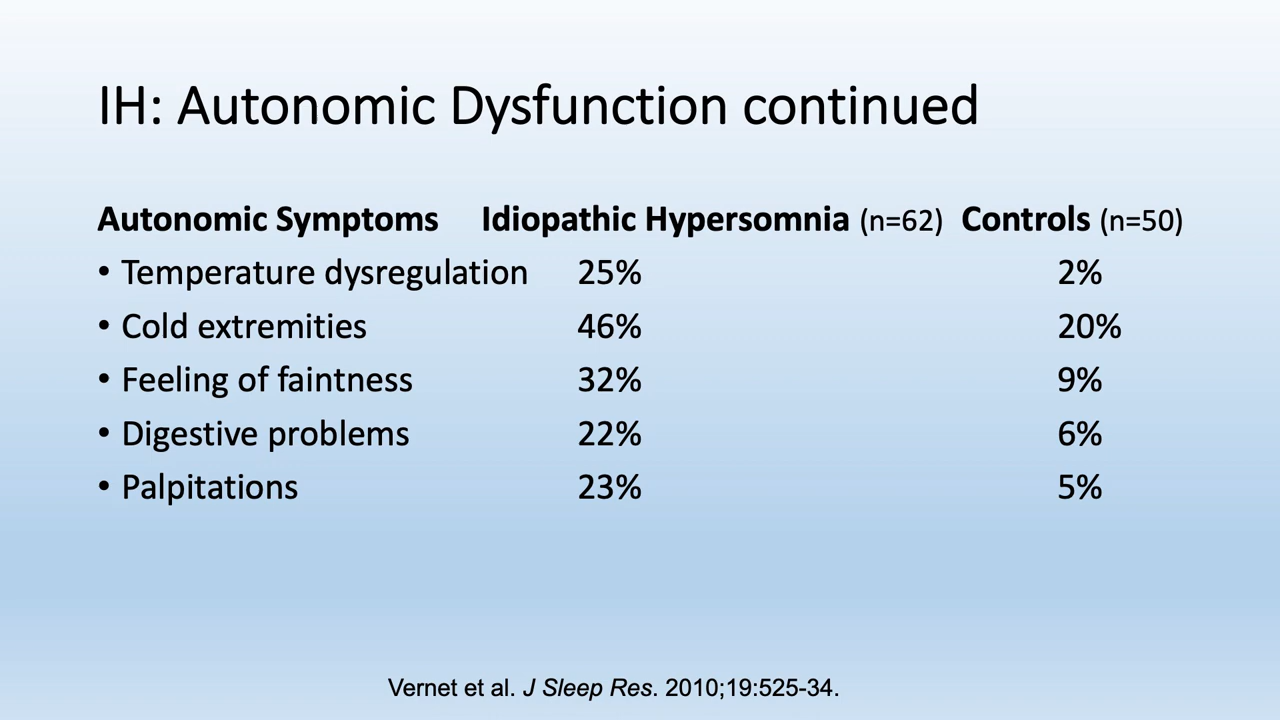 IH: Autonomic Dysfunction continued
Autonomic Symptoms Idiopathic Hypersomnia (n=62) Controls (n=50)
• Temperature dysregulation 25% 2%
• Cold extremities 46% 20%
• Feeling of faintness 32% 9%
• Digestive problems 22% 6%
• Palpitations 23% 5%
Vernet et al. J Sleep Res. 2010;19:525-34.